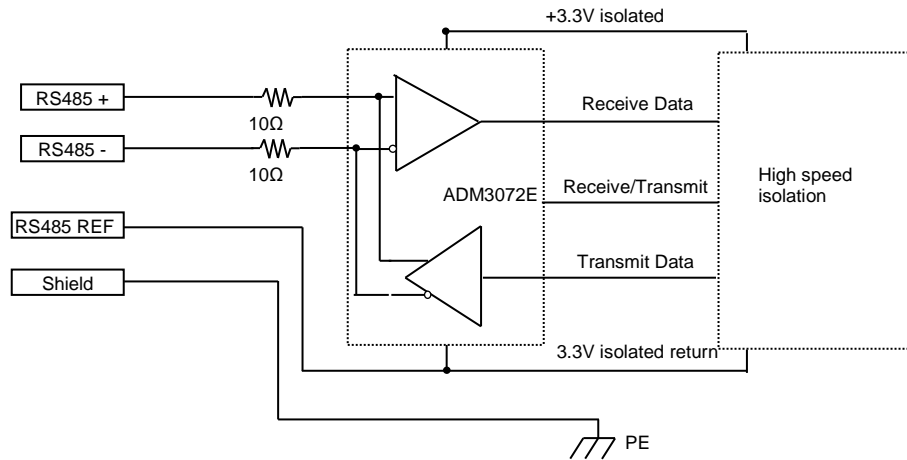 +3.3V isolated
RS485 +
10Ω
Receive Data
RS485 -
10Ω
High speed
isolation
ADM3072E
Receive/Transmit
RS485 REF
Transmit Data
Shield
3.3V isolated return
PE